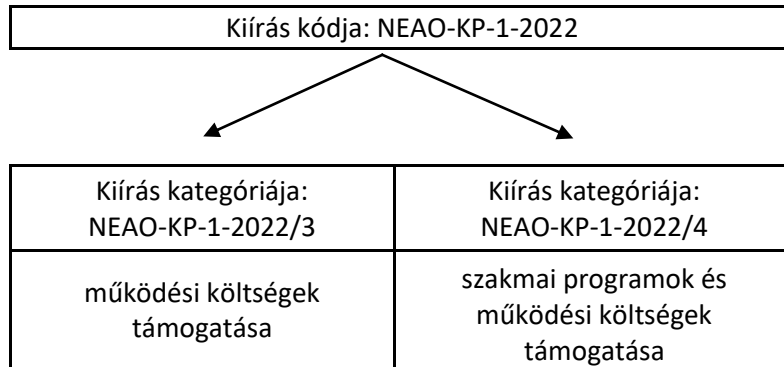 Kiírás kódja: NEAO-KP-1-2022
Kiírás kategóriája:
NEAO-KP-1-2022/3
Kiírás kategóriája:
NEAO-KP-1-2022/4
működési költségek
támogatása
szakmai programok és
működési költségek
támogatása